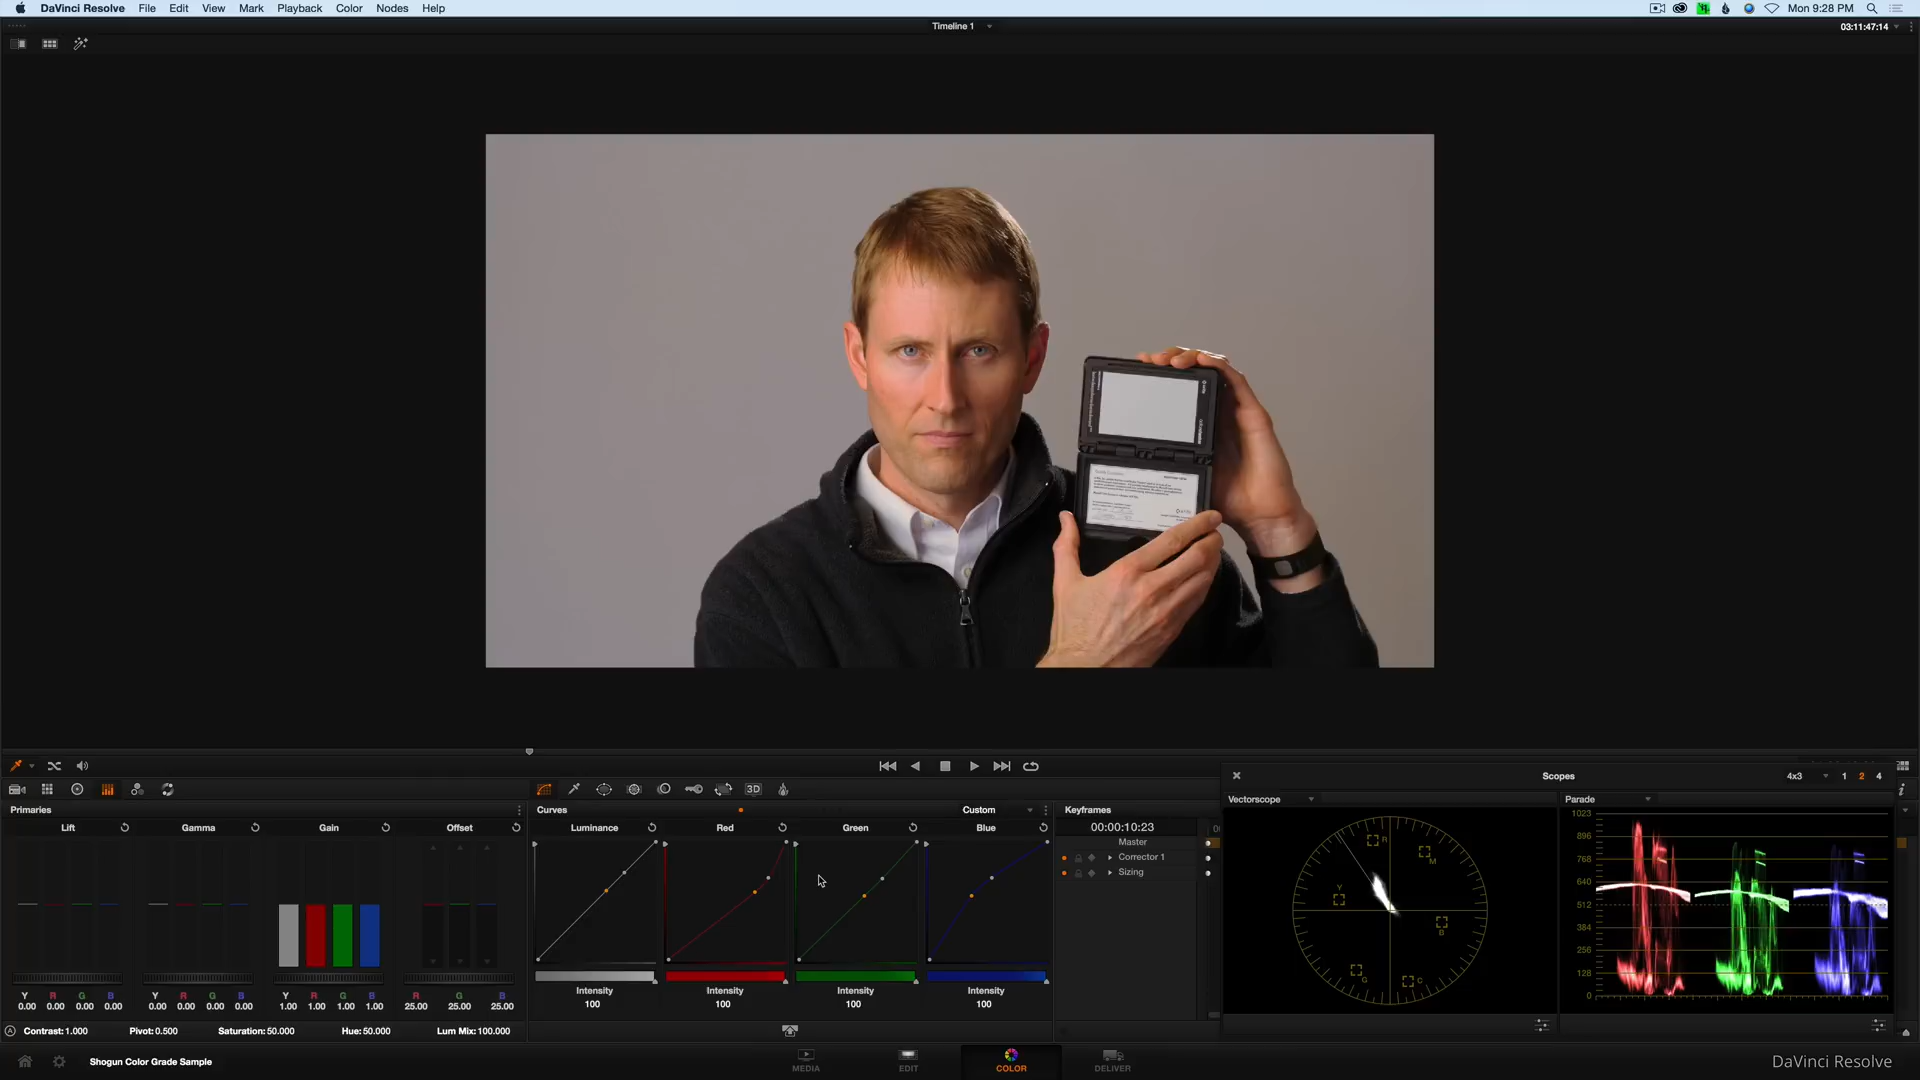 DaVinci Resolve File Edit View Mark Playback Color Nodes Help Mon 9:28 PM
Timeline 1 03:11:47:14
Scopes 4x3 1 2 4
Vectorscope Parade
Primaries Curves Custom Keyframes
Lift Gamma Gain Offset Luminance Red Green Blue 00:00:10:23
Master
Corrector 1
Sizing
R M Y B G C
1023
896
768
640
512
384
256
128
0
Intensity Intensity Intensity Intensity
100 100 100 100
Y R G B Y R G B Y R G B R G B
0.00 0.00 0.00 0.00 0.00 0.00 0.00 0.00 1.00 1.00 1.00 1.00 25.00 25.00 25.00
Contrast:1.000 Pivot:0.500 Saturation:50.000 Hue:50.000 Lum Mix:100.000
Shogun Color Grade Sample MEDIA EDIT COLOR DELIVER DaVinci Resolve